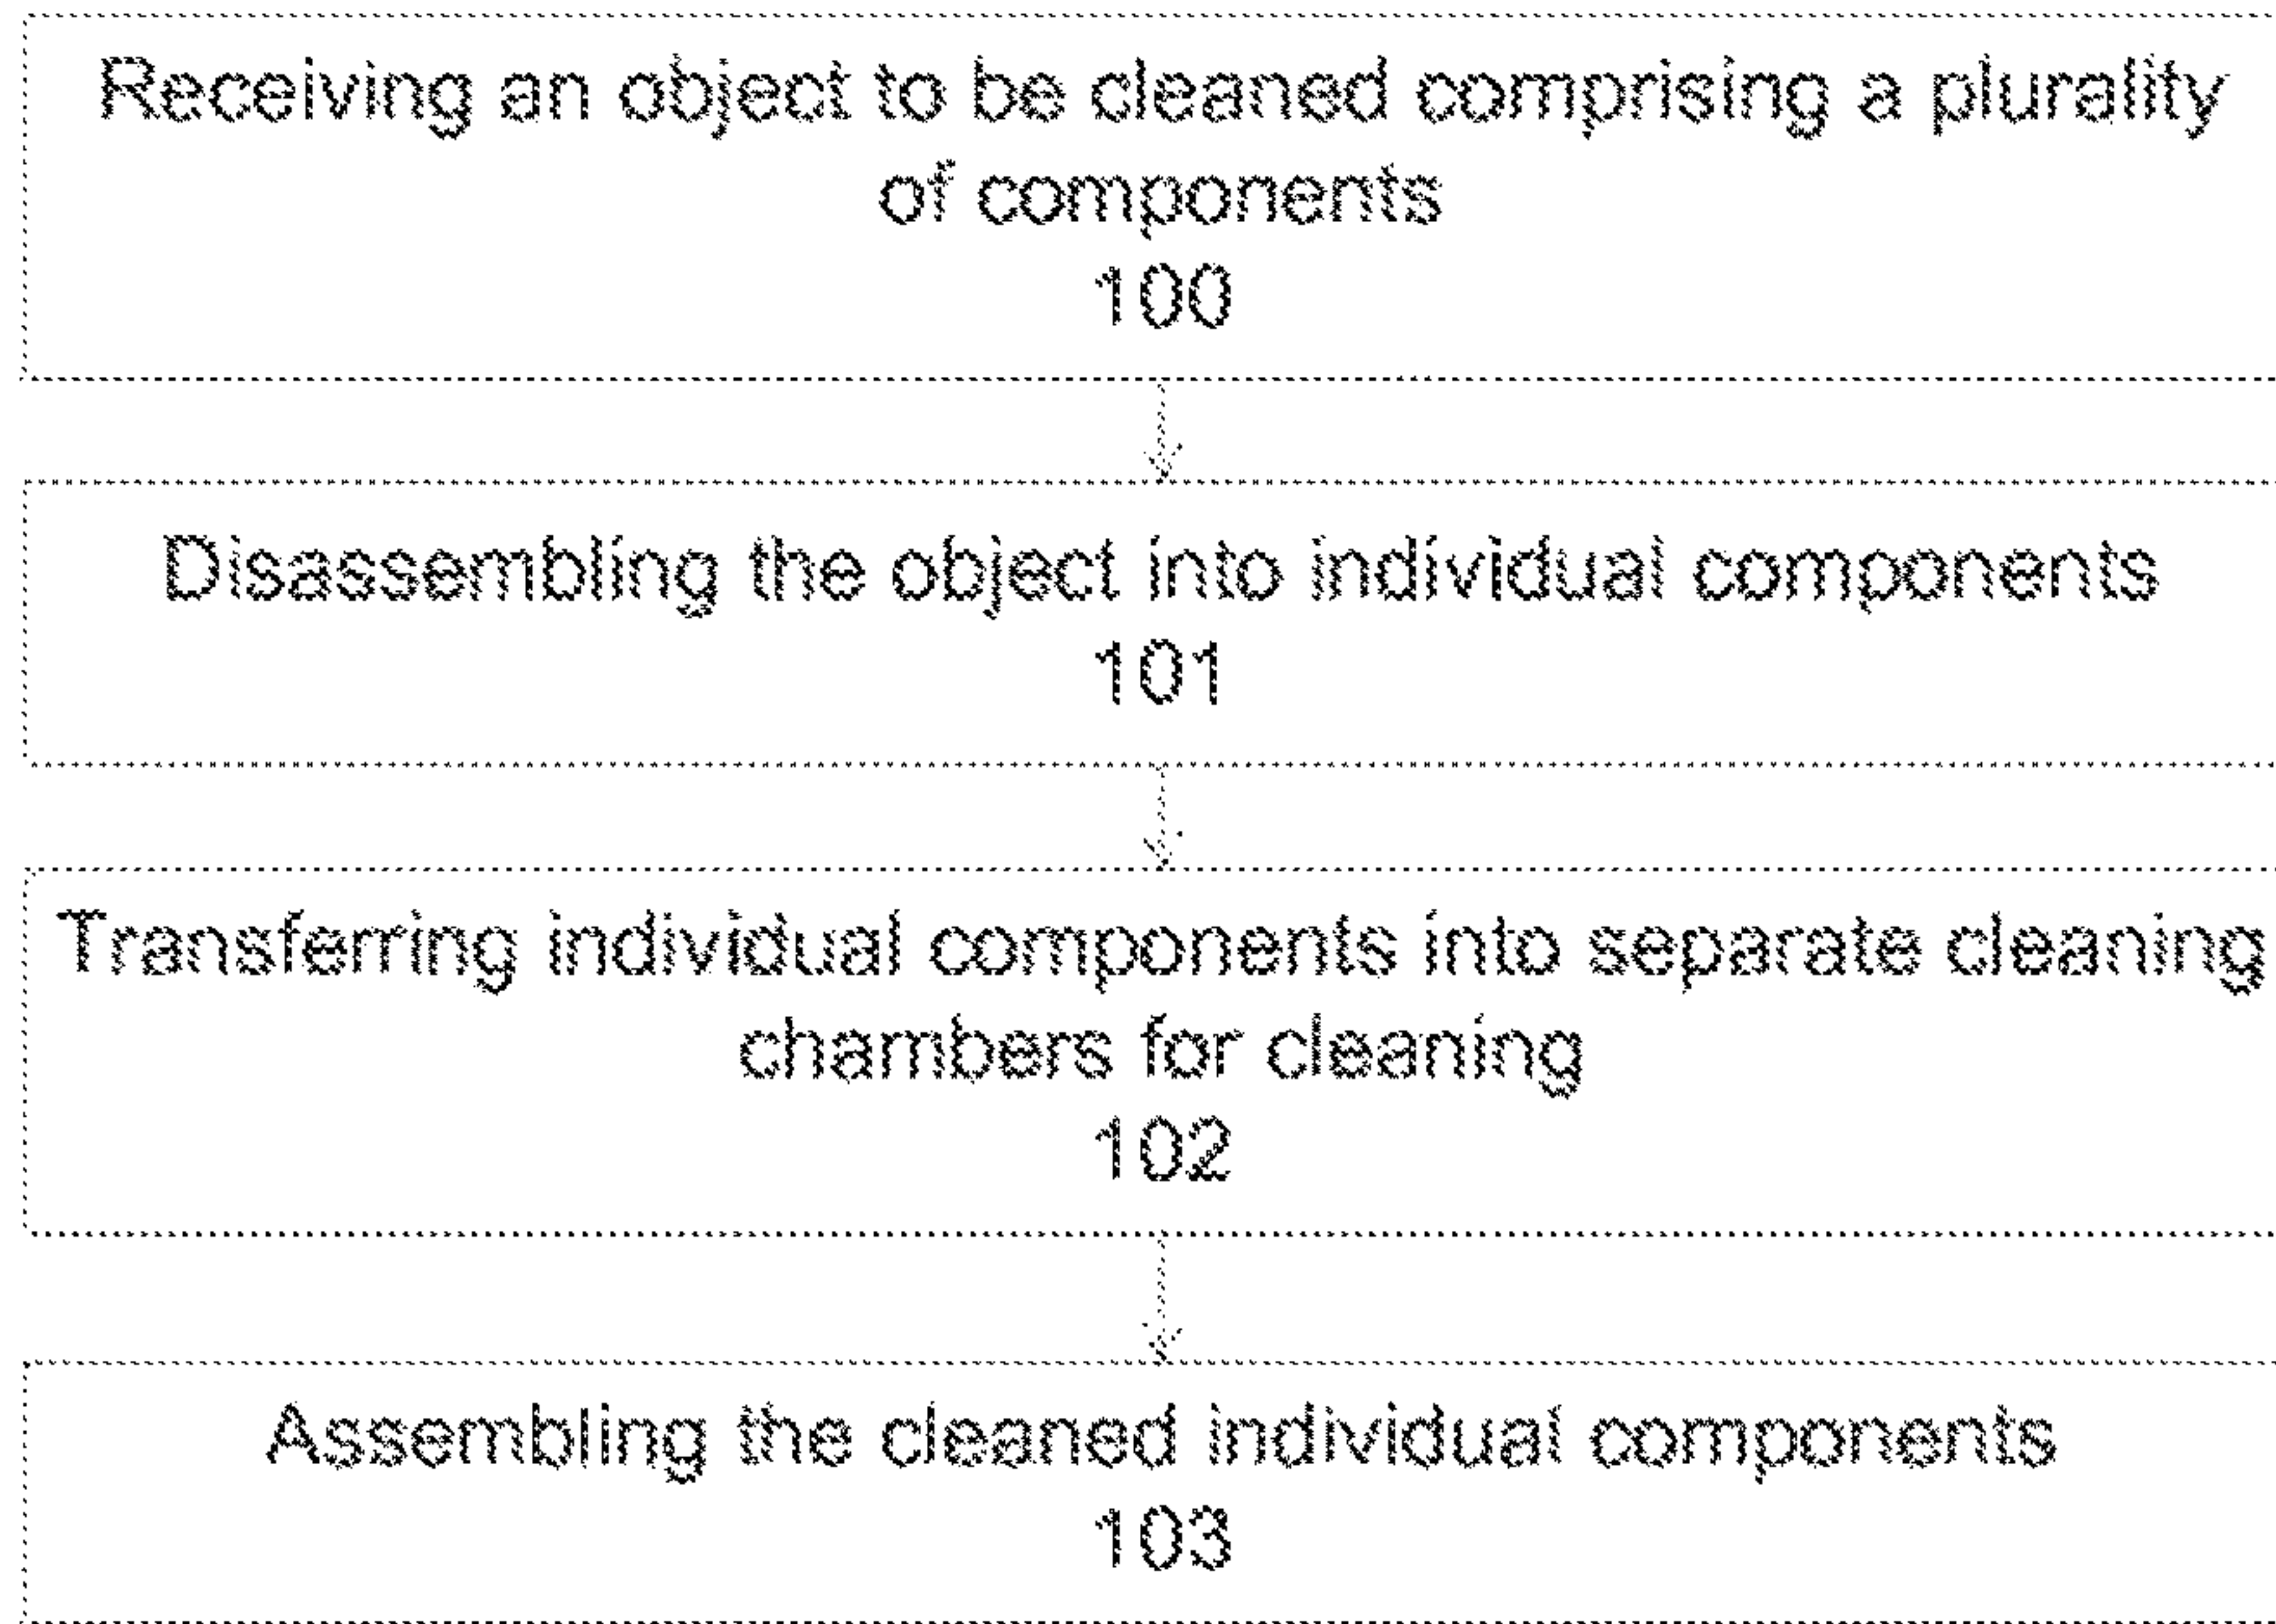 Receiving an object to be cleaned comprising a plurality
of components
100
Disassembling the object into individual components
101
Transferring individual components into separate cleaning
chambers for cleaning
102
Assembling the cleaned individual components
103